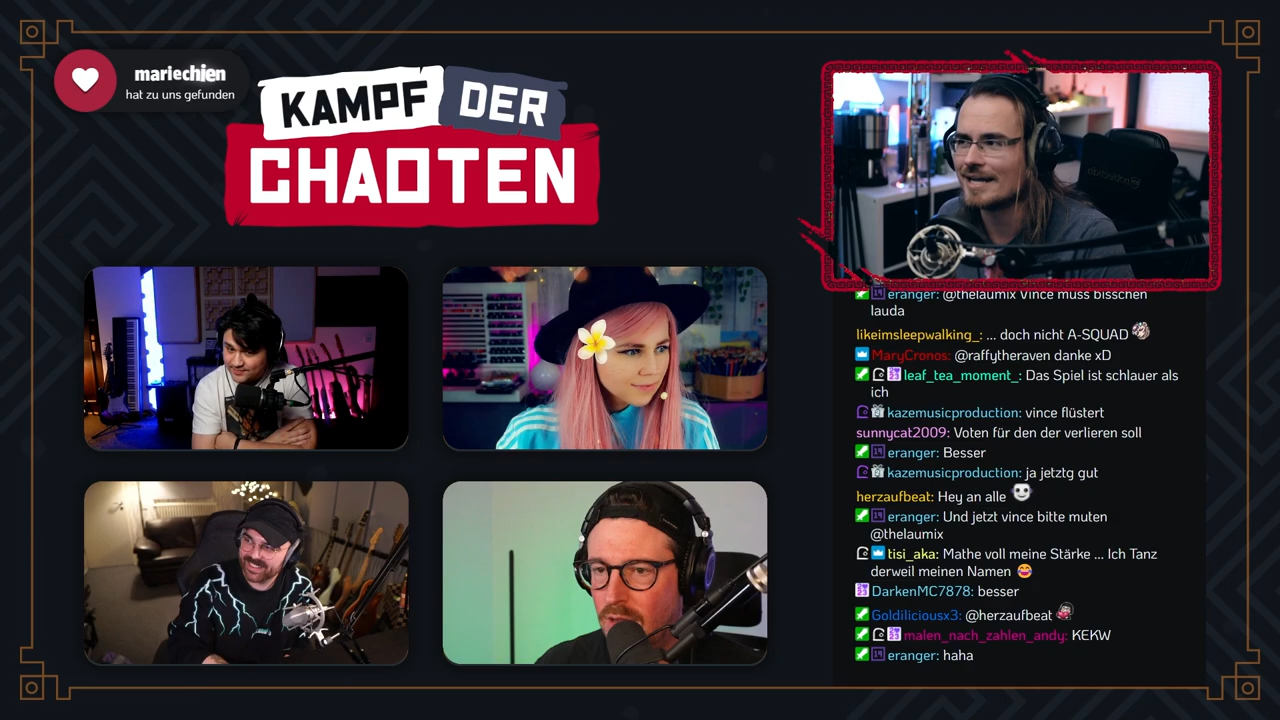 mariechien
hat zu uns gefunden
KAMPF DER
CHAOTEN
eranger: @thelaumix Vince muss bisschen
lauda
likeimsleepwalking_: ... doch nicht A-SQUAD
MaryCronos: @raffytheraven danke xD
leaf_tea_moment_: Das Spiel ist schlauer als
ich
kazemusicproduction: vince flüstert
sunnycat2009: Voten für den der verlieren soll
eranger: Besser
kazemusicproduction: ja jetztg gut
herzaufbeat: Hey an alle
eranger: Und jetzt vince bitte muten
@thelaumix
tisi_aka: Mathe voll meine Stärke ... Ich Tanz
derweil meinen Namen 😂
DarkenMC7878: besser
Goldiliciousx3: @herzaufbeat
malen_nach_zahlen_andy: KEKW
eranger: haha